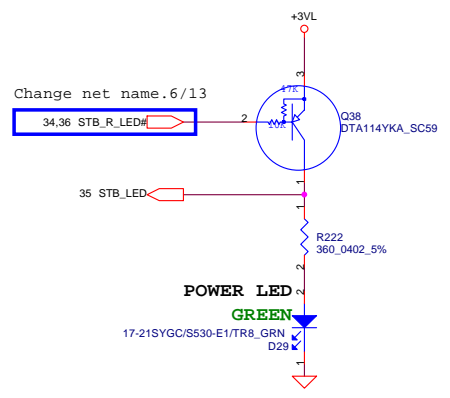 +3VL
3
47K
Change net name.6/13
34,36 STB_R_LED#
2
10K
Q38
DTA114YKA_SC59
1
35 STB_LED
1
R222
360_0402_5%
2
POWER LED
2
GREEN
17-21SYGC/S530-E1/TR8_GRN
D29
1